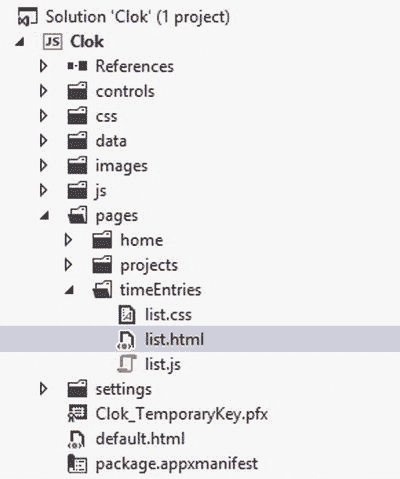 Solution 'Clok' (1 project)
JS Clok
References
controls
css
data
images
js
pages
home
projects
timeEntries
list.css
list.html
list.js
settings
Clok_TemporaryKey.pfx
default.html
package.appxmanifest